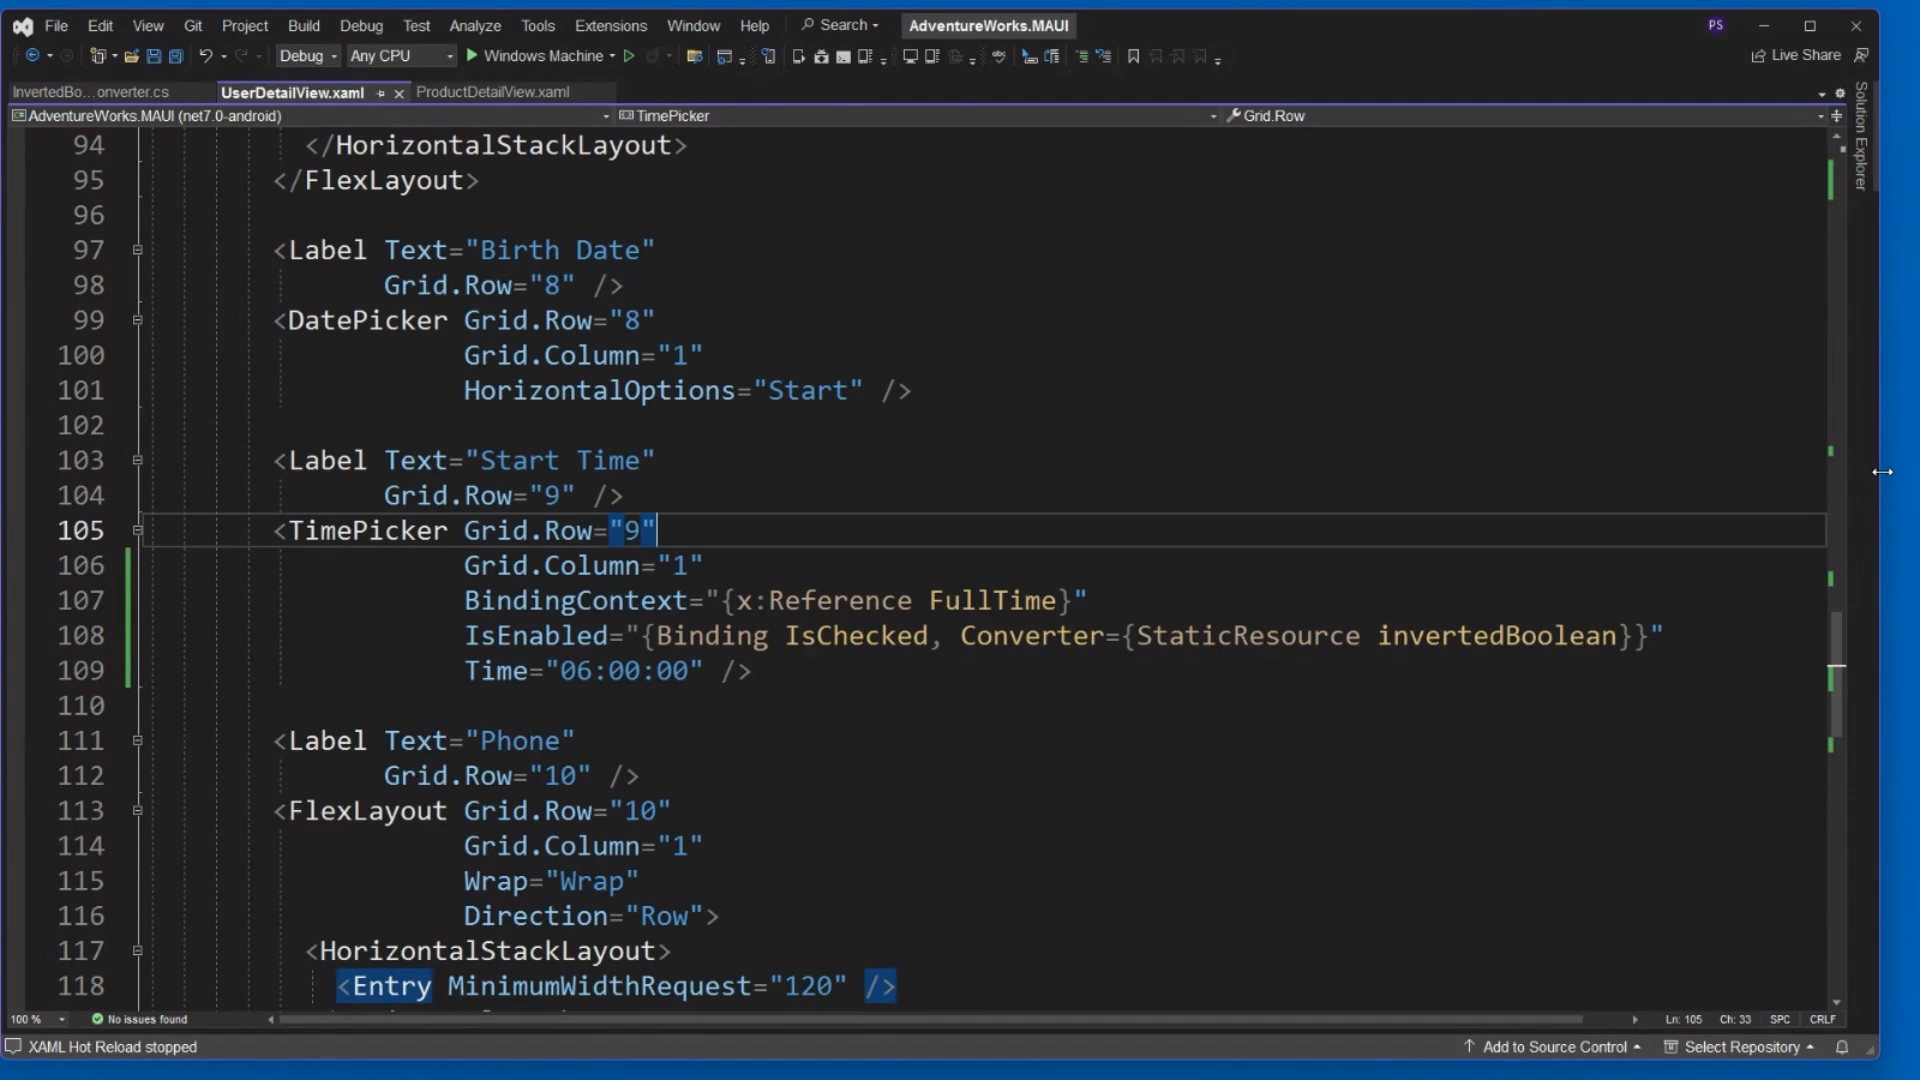 File Edit View Git Project Build Debug Test Analyze Tools Extensions Window Help Search AdventureWorks.MAUI PS
Debug Any CPU Windows Machine Live Share
InvertedBo...onverter.cs UserDetailView.xaml ProductDetailView.xaml
AdventureWorks.MAUI (net7.0-android) TimePicker Grid.Row
Solution Explorer
94 </HorizontalStackLayout>
95 </FlexLayout>
96
97 <Label Text="Birth Date"
98 Grid.Row="8" />
99 <DatePicker Grid.Row="8"
100 Grid.Column="1"
101 HorizontalOptions="Start" />
102
103 <Label Text="Start Time"
104 Grid.Row="9" />
105 <TimePicker Grid.Row="9"
106 Grid.Column="1"
107 BindingContext="{x:Reference FullTime}"
108 IsEnabled="{Binding IsChecked, Converter={StaticResource invertedBoolean}}"
109 Time="06:00:00" />
110
111 <Label Text="Phone"
112 Grid.Row="10" />
113 <FlexLayout Grid.Row="10"
114 Grid.Column="1"
115 Wrap="Wrap"
116 Direction="Row">
117 <HorizontalStackLayout>
118 <Entry MinimumWidthRequest="120" />
100 % No issues found Ln: 105 Ch: 33 SPC CRLF
XAML Hot Reload stopped Add to Source Control Select Repository